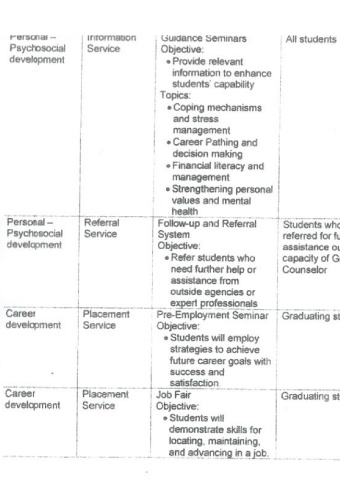 Personal –
Psychosocial
development
Information
Service
Guidance Seminars
Objective:
• Provide relevant
information to enhance
students' capability
Topics:
• Coping mechanisms
and stress
management
• Career Pathing and
decision making
• Financial literacy and
management
• Strengthening personal
values and mental
health
All students
Personal –
Psychosocial
development
Referral
Service
Follow-up and Referral
System
Objective:
• Refer students who
need further help or
assistance from
outside agencies or
expert professionals
Students who
referred for fu
assistance ou
capacity of G
Counselor
Career
development
Placement
Service
Pre-Employment Seminar
Objective:
• Students will employ
strategies to achieve
future career goals with
success and
satisfaction
Graduating st
Career
development
Placement
Service
Job Fair
Objective:
• Students will
demonstrate skills for
locating, maintaining,
and advancing in a job.
Graduating st